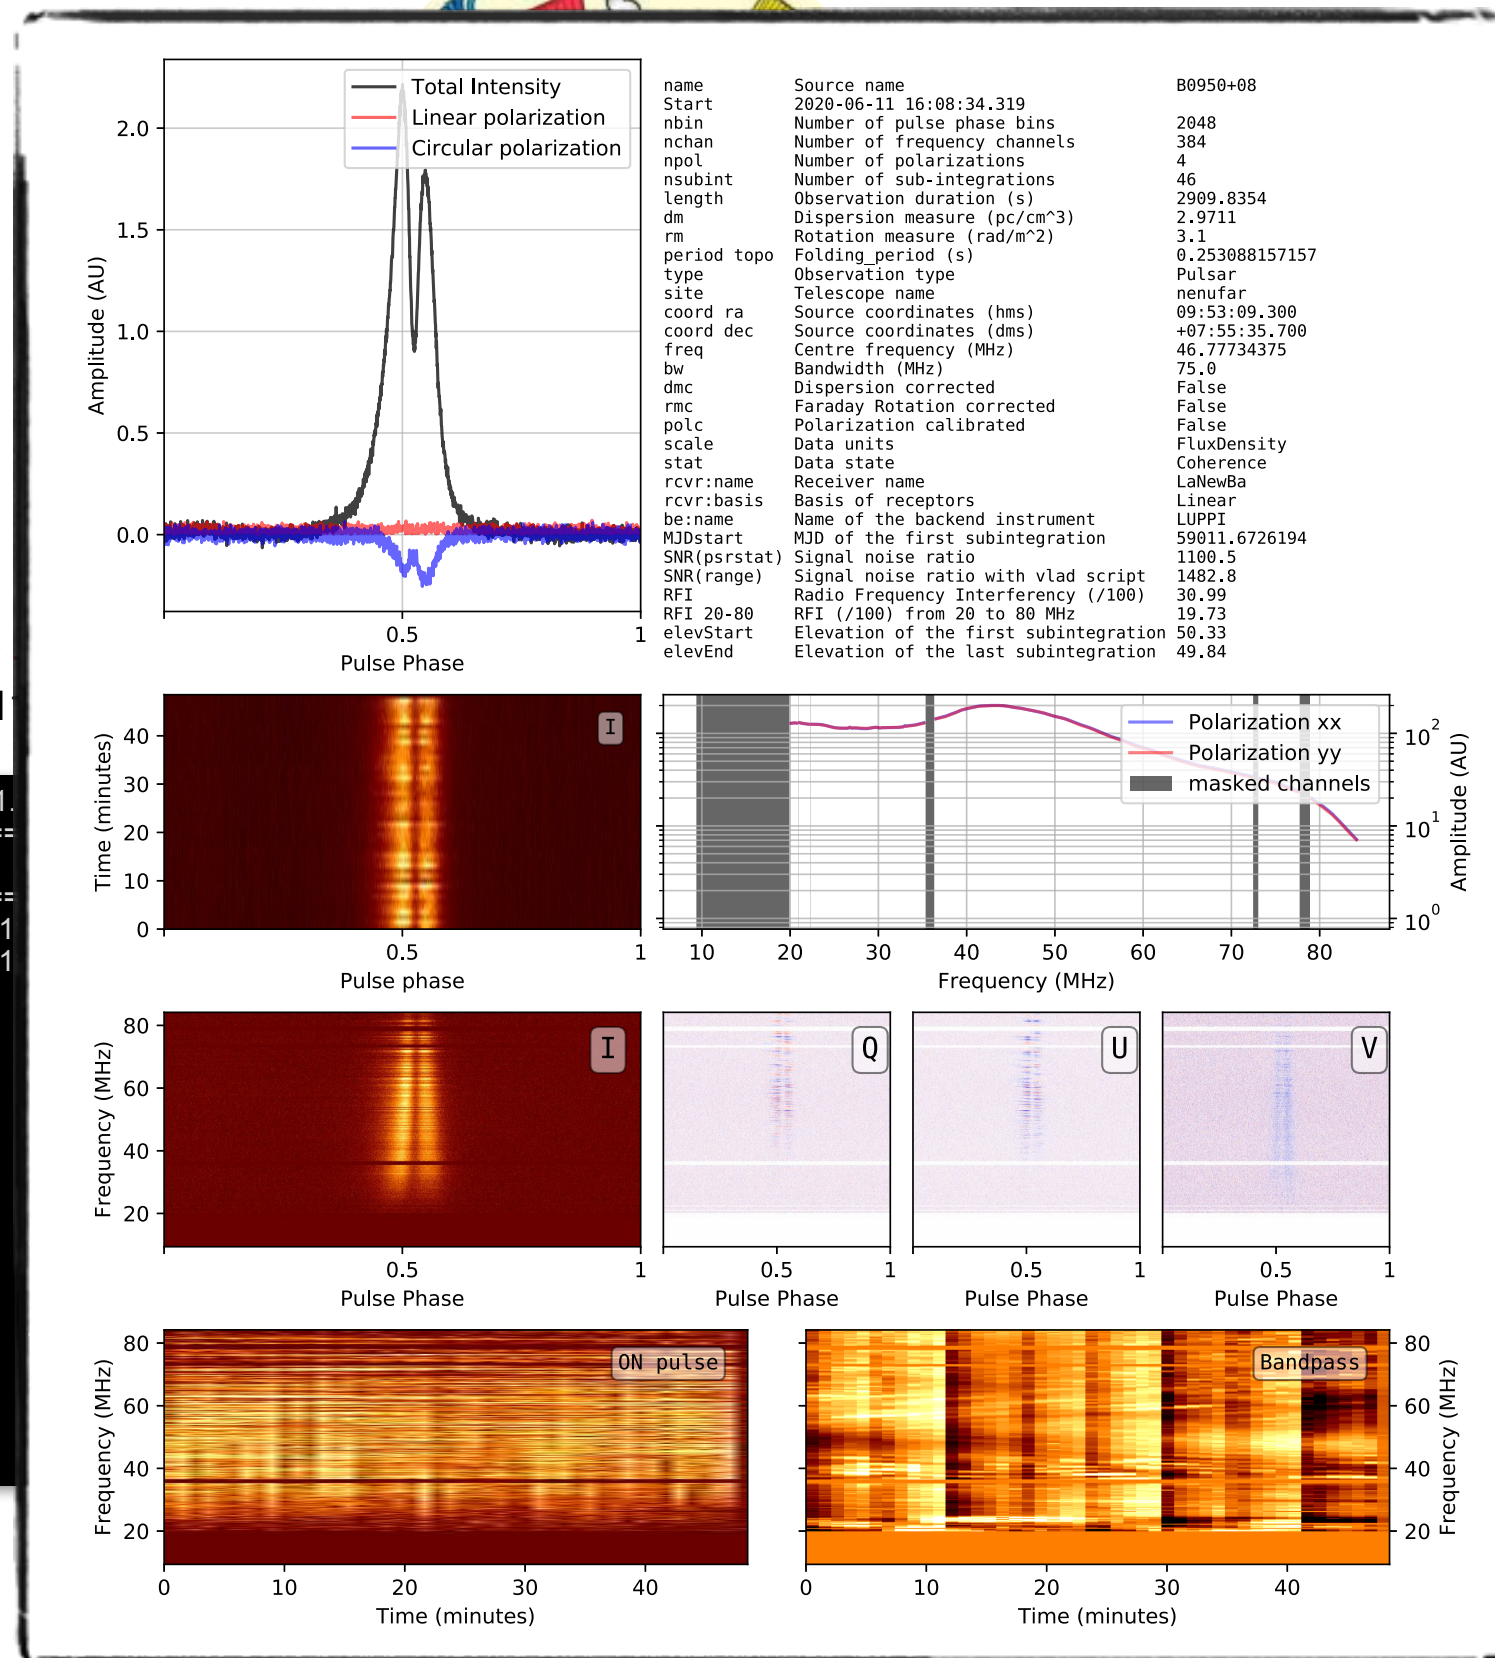 Total Intensity
Linear polarization
Circular polarization
2.0
1.5
1.0
0.5
0.0
Amplitude (AU)
0.5
1
Pulse Phase
name Source name B0950+08
Start 2020-06-11 16:08:34.319
nbin Number of pulse phase bins 2048
nchan Number of frequency channels 384
npol Number of polarizations 4
nsubint Number of sub-integrations 46
length Observation duration (s) 2909.8354
dm Dispersion measure (pc/cm^3) 2.9711
rm Rotation measure (rad/m^2) 3.1
period topo Folding_period (s) 0.253088157157
type Observation type Pulsar
site Telescope name nenufar
coord ra Source coordinates (hms) 09:53:09.300
coord dec Source coordinates (dms) +07:55:35.700
freq Centre frequency (MHz) 46.77734375
bw Bandwidth (MHz) 75.0
dmc Dispersion corrected False
rmc Faraday Rotation corrected False
polc Polarization calibrated False
scale Data units FluxDensity
stat Data state Coherence
rcvr:name Receiver name LaNewBa
rcvr:basis Basis of receptors Linear
be:name Name of the backend instrument LUPPI
MJDstart MJD of the first subintegration 59011.6726194
SNR(psrstat) Signal noise ratio 1100.5
SNR(range) Signal noise ratio with vlad script 1482.8
RFI Radio Frequency Interferency (/100) 30.99
RFI 20-80 RFI (/100) from 20 to 80 MHz 19.73
elevStart Elevation of the first subintegration 50.33
elevEnd Elevation of the last subintegration 49.84
I
40
30
20
10
0
Time (minutes)
0.5
1
Pulse phase
Polarization xx
Polarization yy
masked channels
10^2
10^1
10^0
Amplitude (AU)
10 20 30 40 50 60 70 80
Frequency (MHz)
I
80
60
40
20
Frequency (MHz)
0.5
1
Pulse Phase
Q
0.5
1
Pulse Phase
U
0.5
1
Pulse Phase
V
0.5
1
Pulse Phase
ON pulse
80
60
40
20
Frequency (MHz)
0 10 20 30 40
Time (minutes)
Bandpass
80
60
40
20
Frequency (MHz)
0 10 20 30 40
Time (minutes)